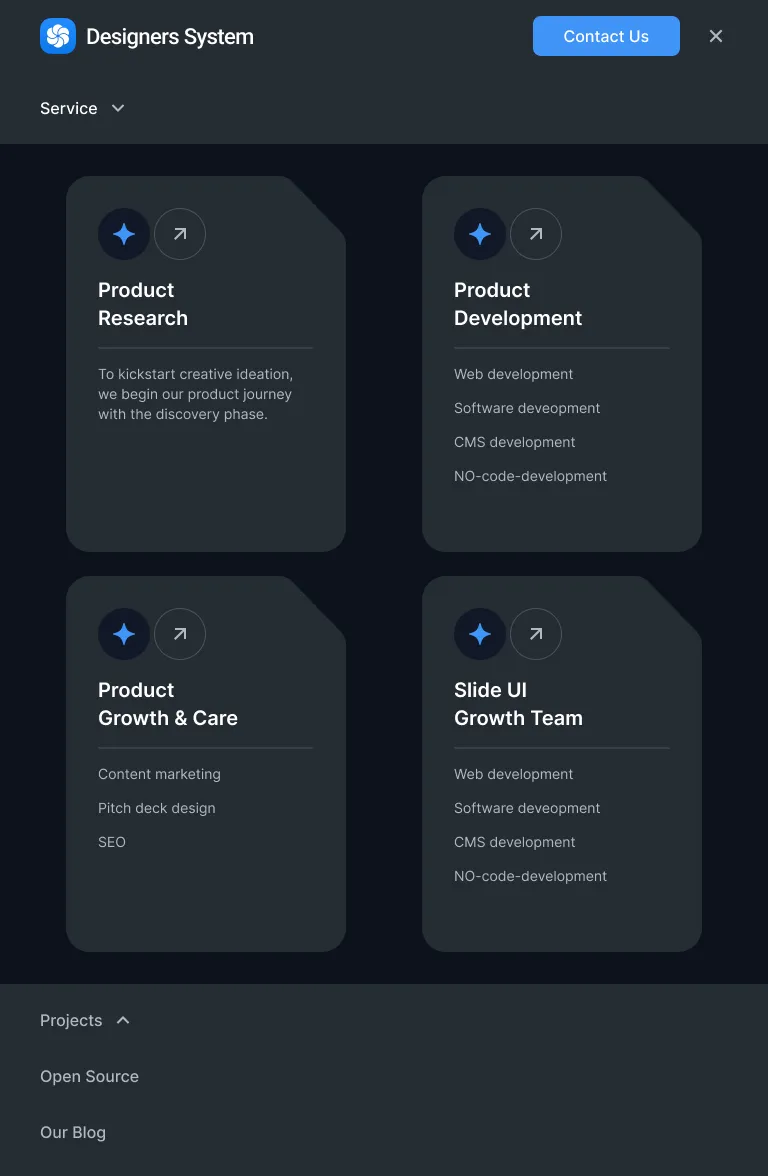 Designers System
Contact Us
Service
Product
Research
To kickstart creative ideation,
we begin our product journey
with the discovery phase.
Product
Development
Web development
Software deveopment
CMS development
NO-code-development
Product
Growth & Care
Content marketing
Pitch deck design
SEO
Slide UI
Growth Team
Web development
Software deveopment
CMS development
NO-code-development
Projects
Open Source
Our Blog